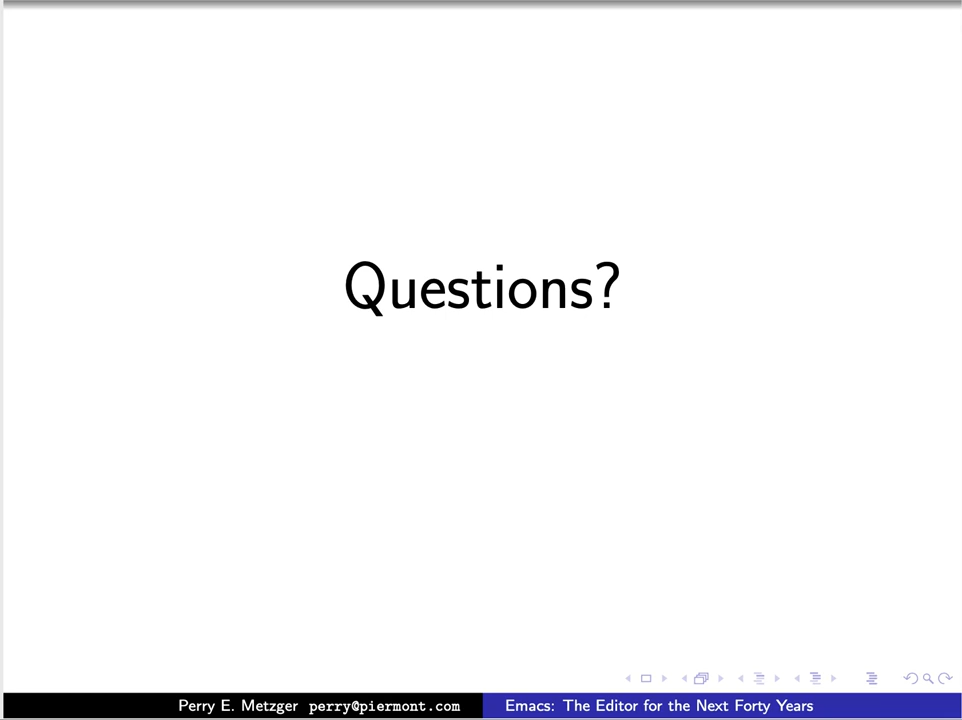 Questions?
Perry E. Metzger perry@piermont.com
Emacs: The Editor for the Next Forty Years